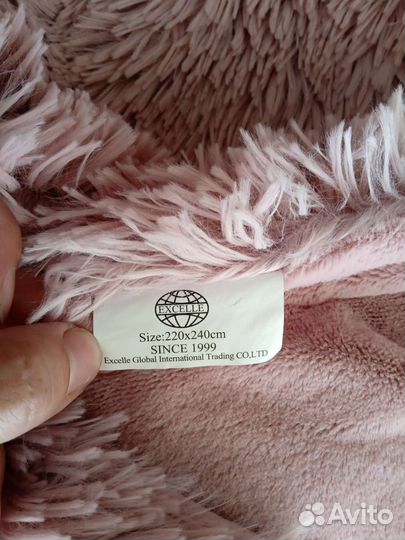 EXCELLE
Size:220x240cm
SINCE 1999
Excelle Global International Trading CO,LTD
Avito